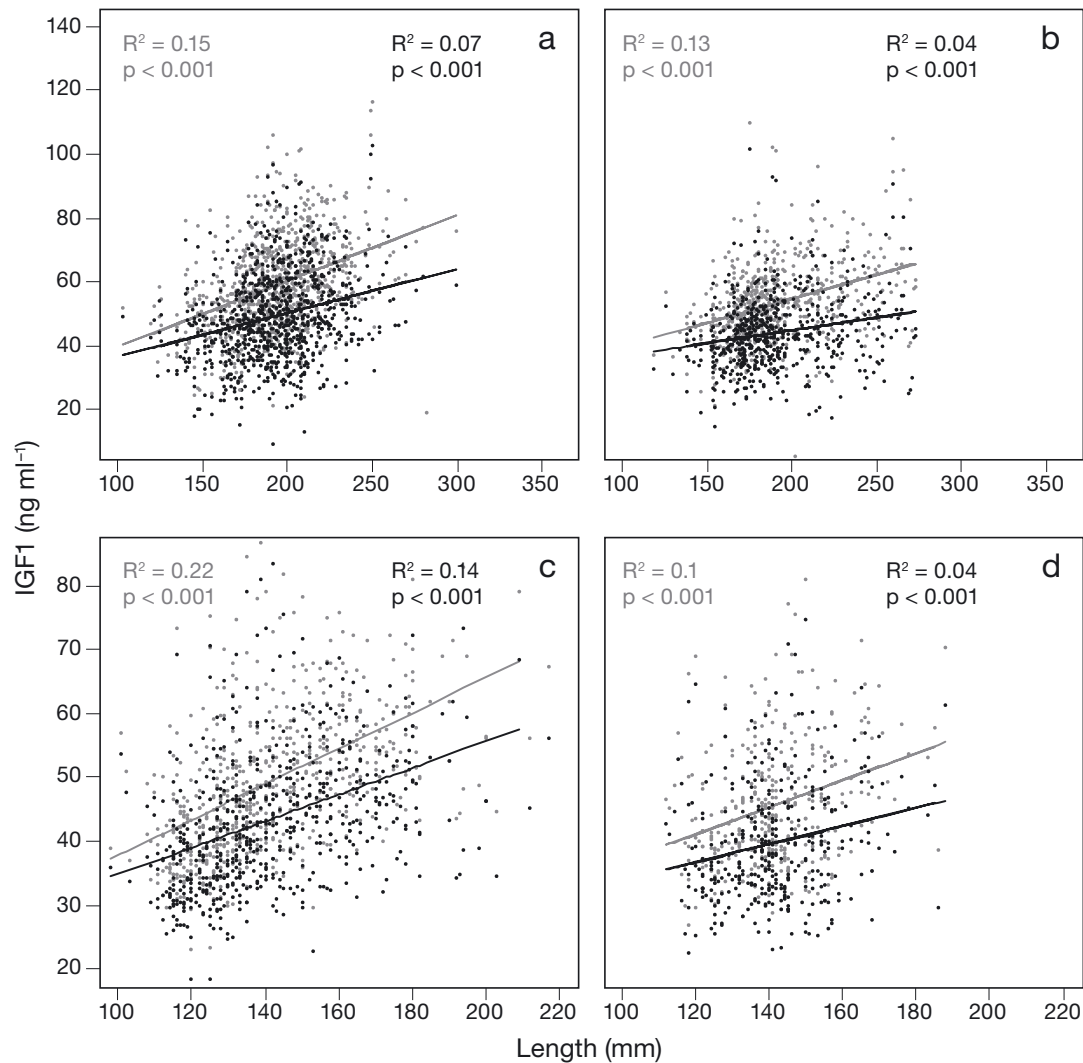 140
120
100
80
60
40
20
R² = 0.15
p < 0.001
R² = 0.07
p < 0.001
a
100 150 200 250 300 350
R² = 0.13
p < 0.001
R² = 0.04
p < 0.001
b
100 150 200 250 300 350
IGF1 (ng ml⁻¹)
80
70
60
50
40
30
20
R² = 0.22
p < 0.001
R² = 0.14
p < 0.001
c
100 120 140 160 180 200 220
R² = 0.1
p < 0.001
R² = 0.04
p < 0.001
d
100 120 140 160 180 200 220
Length (mm)